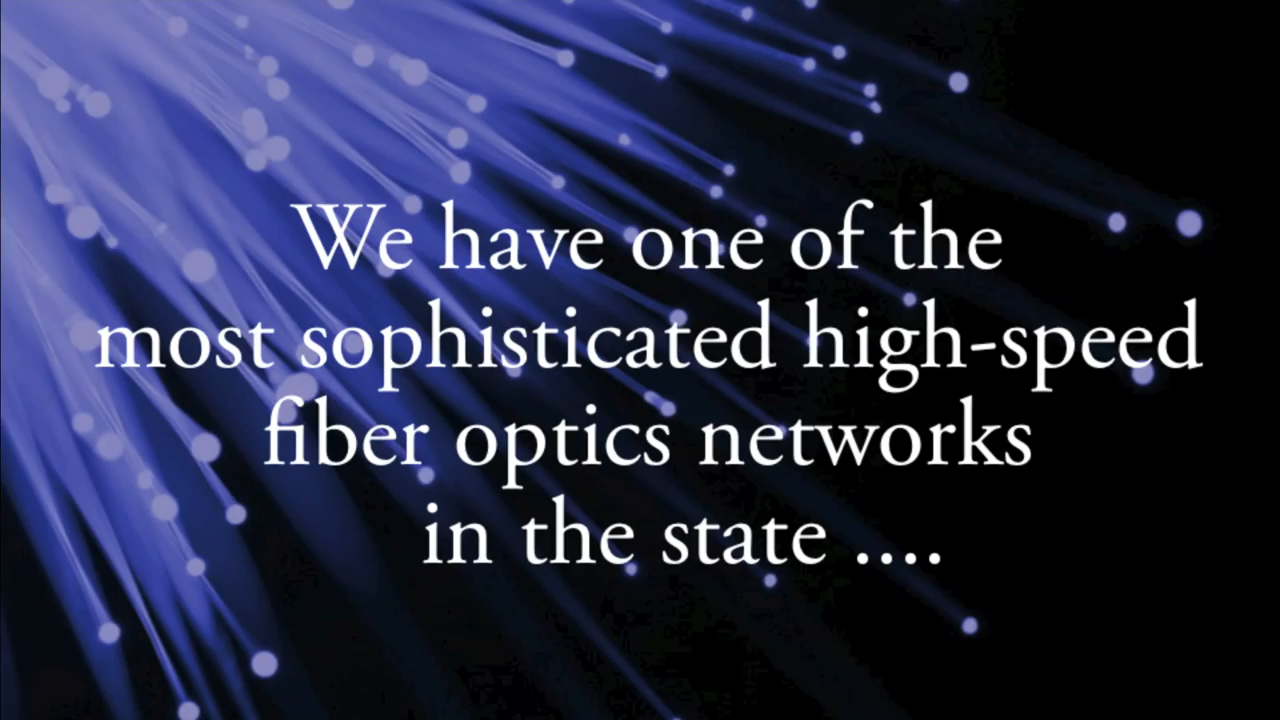 We have one of the
most sophisticated high-speed
fiber optics networks
in the state ....